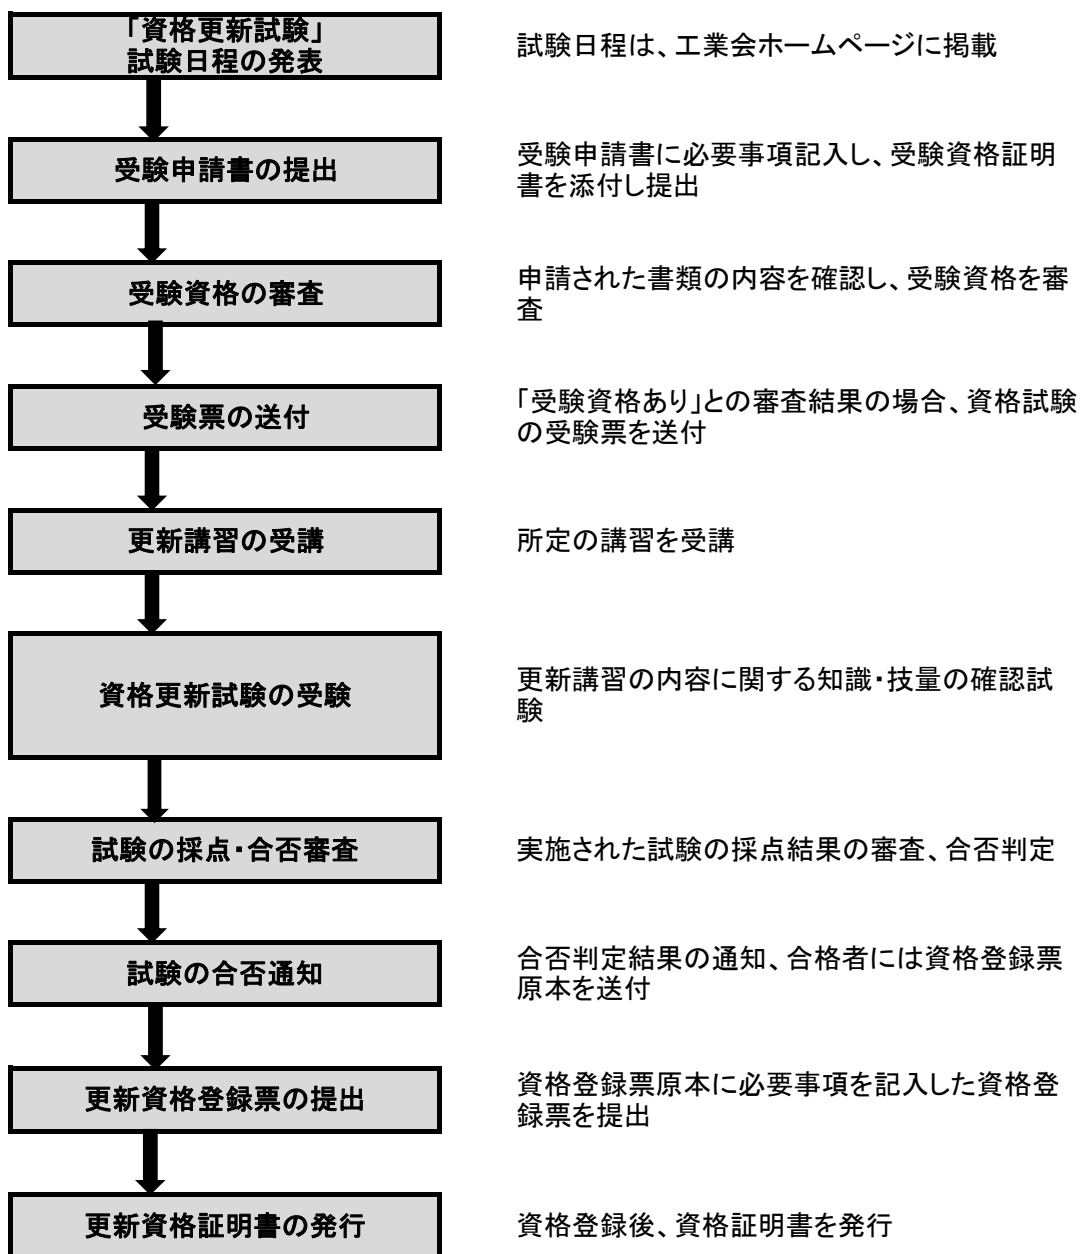 「資格更新試験」
試験日程の発表
試験日程は、工業会ホームページに掲載
受験申請書の提出
受験申請書に必要事項記入し、受験資格証明
書を添付し提出
受験資格の審査
申請された書類の内容を確認し、受験資格を審
査
受験票の送付
「受験資格あり」との審査結果の場合、資格試験
の受験票を送付
更新講習の受講
所定の講習を受講
資格更新試験の受験
更新講習の内容に関する知識・技量の確認試
験
試験の採点・合否審査
実施された試験の採点結果の審査、合否判定
試験の合否通知
合否判定結果の通知、合格者には資格登録票
原本を送付
更新資格登録票の提出
資格登録票原本に必要事項を記入した資格登
録票を提出
更新資格証明書の発行
資格登録後、資格証明書を発行